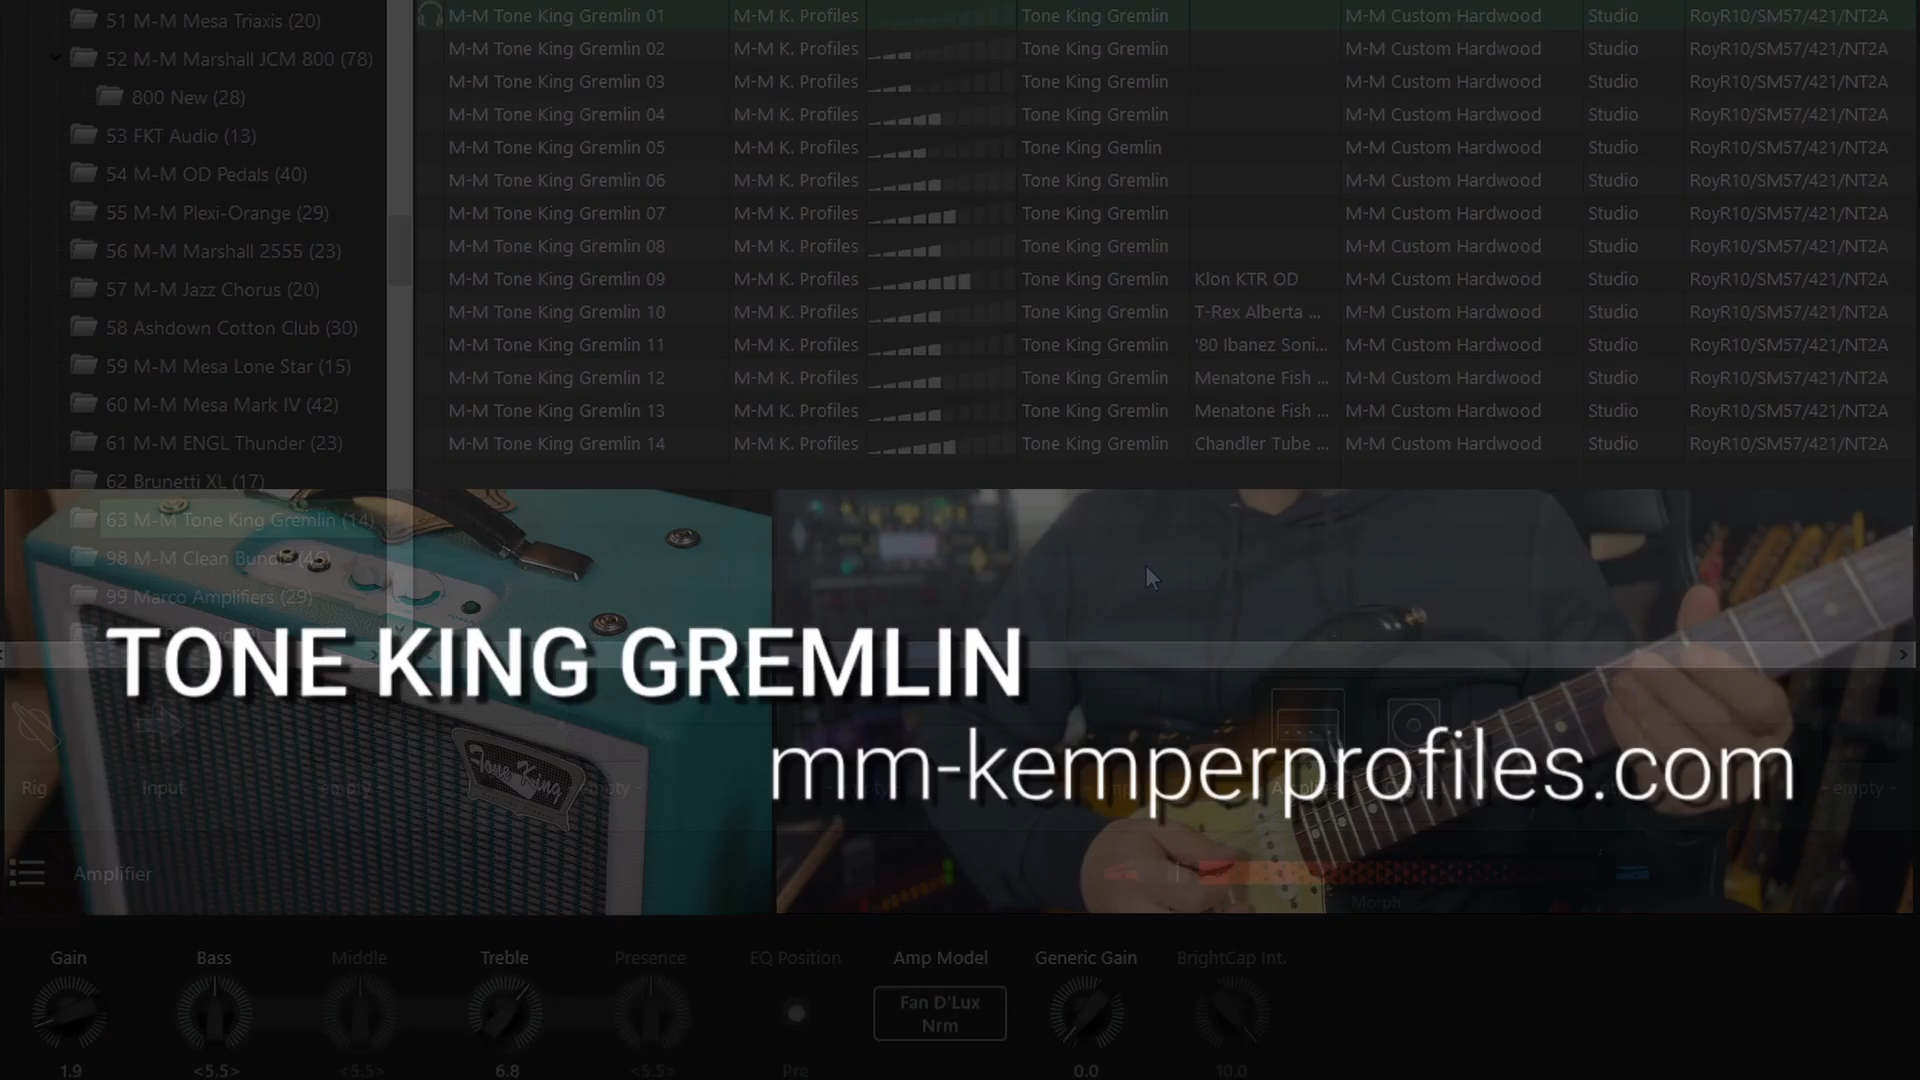 51 M-M Mesa Triaxis (20)
52 M-M Marshall JCM 800 (78)
800 New (28)
53 FKT Audio (13)
54 M-M OD Pedals (40)
55 M-M Plexi-Orange (29)
56 M-M Marshall 2555 (23)
57 M-M Jazz Chorus (20)
58 Ashdown Cotton Club (30)
59 M-M Mesa Lone Star (15)
60 M-M Mesa Mark IV (42)
61 M-M ENGL Thunder (23)
62 Brunetti XL (17)
63 M-M Tone King Gremlin (14)
98 M-M Clean Bundle (46)
99 Marco Amplifiers (29)
M-M Tone King Gremlin 01 M-M K. Profiles Tone King Gremlin M-M Custom Hardwood Studio RoyR10/SM57/421/NT2A
M-M Tone King Gremlin 02 M-M K. Profiles Tone King Gremlin M-M Custom Hardwood Studio RoyR10/SM57/421/NT2A
M-M Tone King Gremlin 03 M-M K. Profiles Tone King Gremlin M-M Custom Hardwood Studio RoyR10/SM57/421/NT2A
M-M Tone King Gremlin 04 M-M K. Profiles Tone King Gremlin M-M Custom Hardwood Studio RoyR10/SM57/421/NT2A
M-M Tone King Gremlin 05 M-M K. Profiles Tone King Gemlin M-M Custom Hardwood Studio RoyR10/SM57/421/NT2A
M-M Tone King Gremlin 06 M-M K. Profiles Tone King Gremlin M-M Custom Hardwood Studio RoyR10/SM57/421/NT2A
M-M Tone King Gremlin 07 M-M K. Profiles Tone King Gremlin M-M Custom Hardwood Studio RoyR10/SM57/421/NT2A
M-M Tone King Gremlin 08 M-M K. Profiles Tone King Gremlin M-M Custom Hardwood Studio RoyR10/SM57/421/NT2A
M-M Tone King Gremlin 09 M-M K. Profiles Tone King Gremlin Klon KTR OD M-M Custom Hardwood Studio RoyR10/SM57/421/NT2A
M-M Tone King Gremlin 10 M-M K. Profiles Tone King Gremlin T-Rex Alberta ... M-M Custom Hardwood Studio RoyR10/SM57/421/NT2A
M-M Tone King Gremlin 11 M-M K. Profiles Tone King Gremlin '80 Ibanez Soni... M-M Custom Hardwood Studio RoyR10/SM57/421/NT2A
M-M Tone King Gremlin 12 M-M K. Profiles Tone King Gremlin Menatone Fish ... M-M Custom Hardwood Studio RoyR10/SM57/421/NT2A
M-M Tone King Gremlin 13 M-M K. Profiles Tone King Gremlin Menatone Fish ... M-M Custom Hardwood Studio RoyR10/SM57/421/NT2A
M-M Tone King Gremlin 14 M-M K. Profiles Tone King Gremlin Chandler Tube ... M-M Custom Hardwood Studio RoyR10/SM57/421/NT2A
TONE KING GREMLIN
mm-kemperprofiles.com
Tone King
Rig Input - empty -
Amplifier
Morph
Gain Bass Middle Treble Presence EQ Position Amp Model Generic Gain BrightCap Int.
Fan D'Lux
Nrm
1.9 <5.5> <5.5> 6.8 <5.5> Pre 0.0 10.0